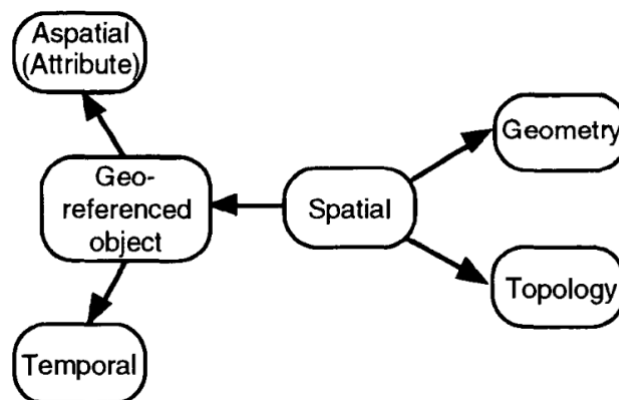 Aspatial
(Attribute)
Geometry
Geo-
referenced
object
Spatial
Topology
Temporal